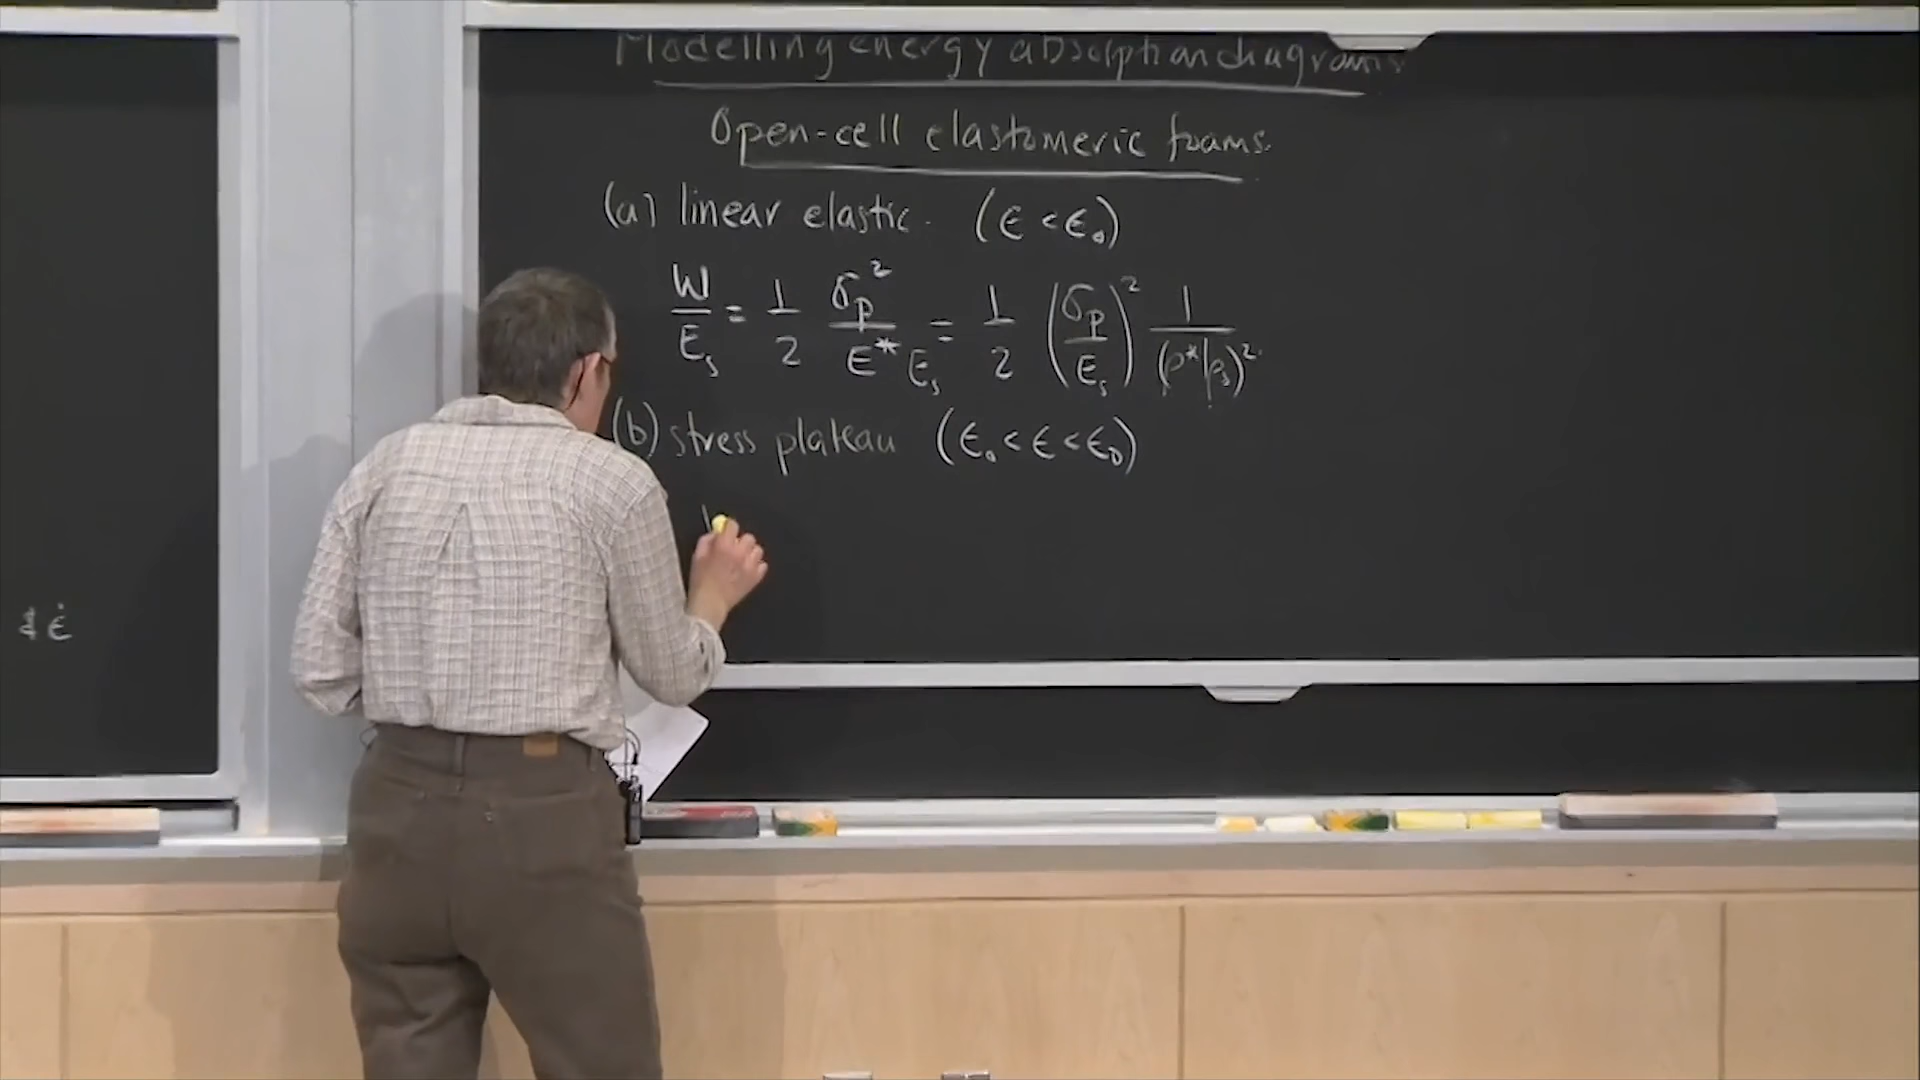 Modelling energy absorption diagrams
Open-cell elastomeric foams.
(a) linear elastic. (ϵ < ϵ₀)
W/Eₛ = 1/2 σₚ²/(E* Eₛ) = 1/2 (σₚ/Eₛ)² 1/(ρ*/ρₛ)²
(b) stress plateau (ϵ₀ < ϵ < ϵ_D)
& ϵ̇